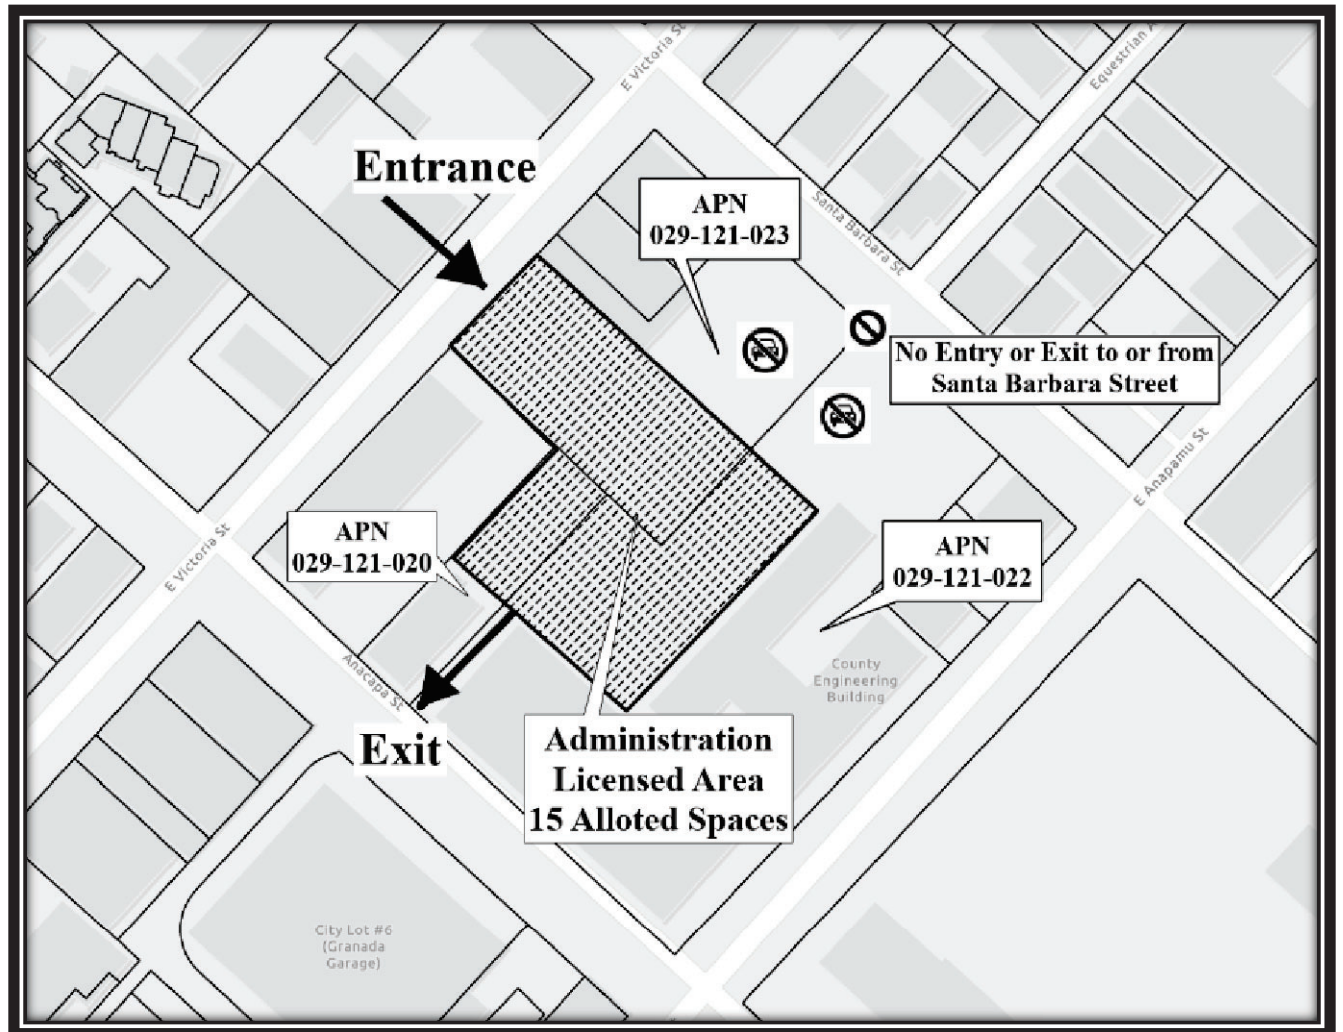 E Victoria St
Equestrian A
Entrance
APN
029-121-023
Santa Barbara St
No Entry or Exit to or from
Santa Barbara Street
E Anapamu St
APN
029-121-020
E Victoria St
APN
029-121-022
Anacapa St
County
Engineering
Building
Exit
Administration
Licensed Area
15 Alloted Spaces
City Lot #6
(Granada
Garage)